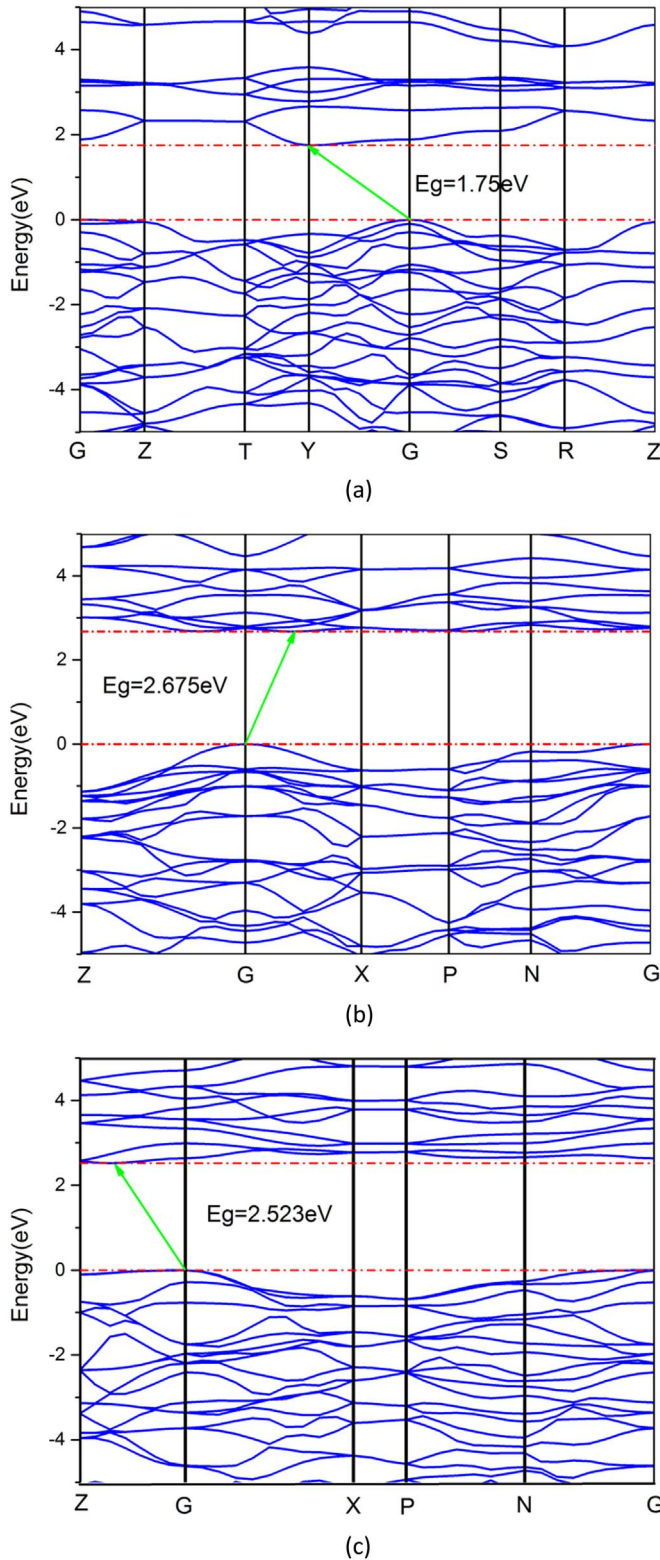 4
2
Eg=1.75eV
0
Energy(eV)
-2
-4
G Z T Y G S R Z
(a)
4
2
Eg=2.675eV
0
Energy(eV)
-2
-4
Z G X P N G
(b)
4
2
Eg=2.523eV
0
Energy(eV)
-2
-4
Z G X P N G
(c)